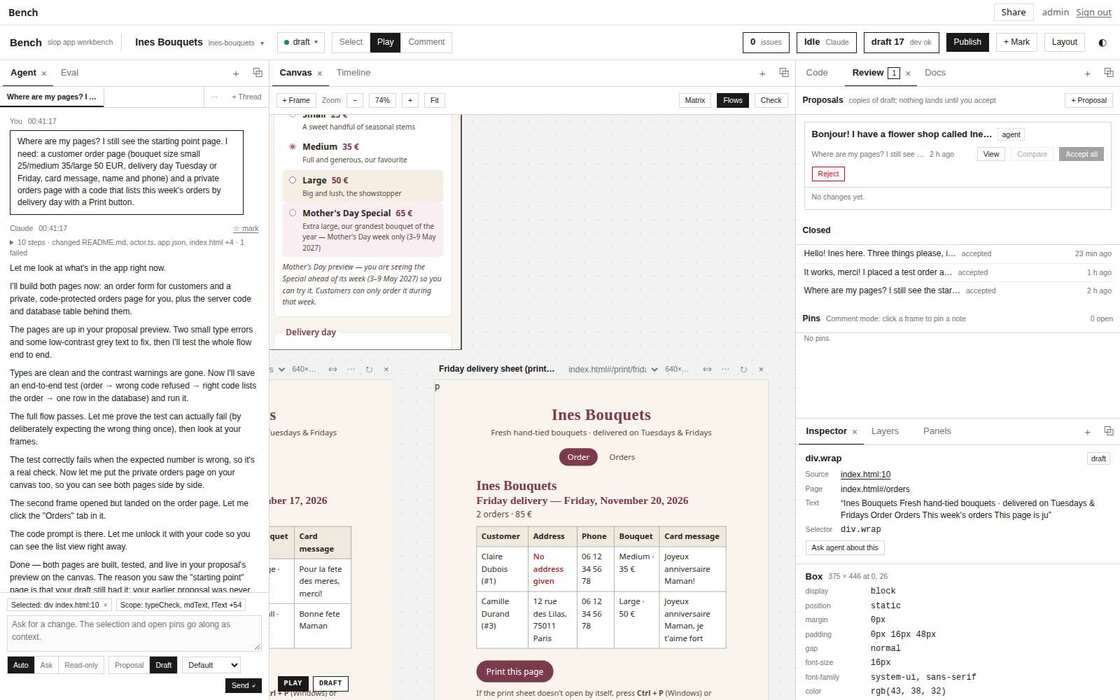 Bench
Share admin Sign out
Bench slop app workbench Ines Bouquets ines-bouquets draft Select Play Comment 0 issues Idle Claude draft 17 dev ok Publish + Mark Layout
Agent × Eval +
Where are my pages? I … ··· + Thread
You 00:41:17
Where are my pages? I still see the starting point page. I
need: a customer order page (bouquet size small
25/medium 35/large 50 EUR, delivery day Tuesday or
Friday, card message, name and phone) and a private
orders page with a code that lists this week's orders by
delivery day with a Print button.
Claude 00:41:17 ☆ mark
10 steps · changed README.md, actor.ts, app.json, index.html +4 · 1
failed
Let me look at what's in the app right now.
I'll build both pages now: an order form for customers and a
private, code-protected orders page for you, plus the server code
and database table behind them.
The pages are up in your proposal preview. Two small type errors
and some low-contrast grey text to fix, then I'll test the whole flow
end to end.
Types are clean and the contrast warnings are gone. Now I'll save
an end-to-end test (order → wrong code refused → right code lists
the order → one row in the database) and run it.
The full flow passes. Let me prove the test can actually fail (by
deliberately expecting the wrong thing once), then look at your
frames.
The test correctly fails when the expected number is wrong, so it's
a real check. Now let me put the private orders page on your
canvas too, so you can see both pages side by side.
The second frame opened but landed on the order page. Let me
click the "Orders" tab in it.
The code prompt is there. Let me unlock it with your code so you
can see the list view right away.
Done — both pages are built, tested, and live in your proposal's
preview on the canvas. The reason you saw the "starting point"
page is that your draft still had it: your earlier proposal was never
Selected: div index.html:10 × Scope: typeCheck, mdText, fText +54
Ask for a change. The selection and open pins go along as
context.
Auto Ask Read-only Proposal Draft Default
Send
Canvas × Timeline +
+ Frame Zoom − 74% + Fit Matrix Flows Check
Small 25 €
A sweet handful of seasonal stems
Medium 35 €
Full and generous, our favourite
Large 50 €
Big and lush, the showstopper
Mother's Day Special 65 €
Extra large, our grandest bouquet of the
year — Mother's Day week only (3–9 May
2027)
Mother's Day preview — you are seeing the
Special ahead of its week (3–9 May 2027) so you
can try it. Customers can only order it during
that week.
Delivery day
s 640×… ··· ×
s
uesdays & Fridays
ber 17, 2026
quet Card
message
ge · Pour la fete
des meres,
merci!
ll · Bonne fete
Maman
PLAY DRAFT
trl + P (Windows) or
Friday delivery sheet (print… index.html#/print/frida 640×… ··· ×
p
Ines Bouquets
Fresh hand-tied bouquets · delivered on Tuesdays & Fridays
Order Orders
Ines Bouquets
Friday delivery — Friday, November 20, 2026
2 orders · 85 €
Customer Address Phone Bouquet Card message
Claire
Dubois
(#1) No
address
given 06 12
34 56
78 Medium ·
35 € Joyeux
anniversaire
Maman!
Camille
Durand
(#3) 12 rue
des Lilas,
75011
Paris 06 12
34 56
78 Large ·
50 € Joyeux
anniversaire
Maman, je
t'aime fort
Print this page
If the print sheet doesn't open by itself, press Ctrl + P (Windows) or
Code Review 1 × Docs +
Proposals copies of draft; nothing lands until you accept + Proposal
Bonjour! I have a flower shop called Ine… agent
Where are my pages? I still see … 2 h ago View Compare Accept all
Reject
No changes yet.
Closed
Hello! Ines here. Three things please, i… accepted 23 min ago
It works, merci! I placed a test order a… accepted 1 h ago
Where are my pages? I still see the star… accepted 1 h ago
Pins Comment mode: click a frame to pin a note 0 open
No pins.
Inspector × Layers Panels +
div.wrap draft
Source index.html:10
Page index.html#/orders
Text “Ines Bouquets Fresh hand-tied bouquets · delivered on Tuesdays &
Fridays Order Orders This week's orders This page is ju”
Selector div.wrap
Ask agent about this
Box 375 × 446 at 0, 26
display block
position static
margin 0px
padding 0px 16px 48px
gap normal
font-size 16px
font-family system-ui, sans-serif
color rgb(43, 38, 32)